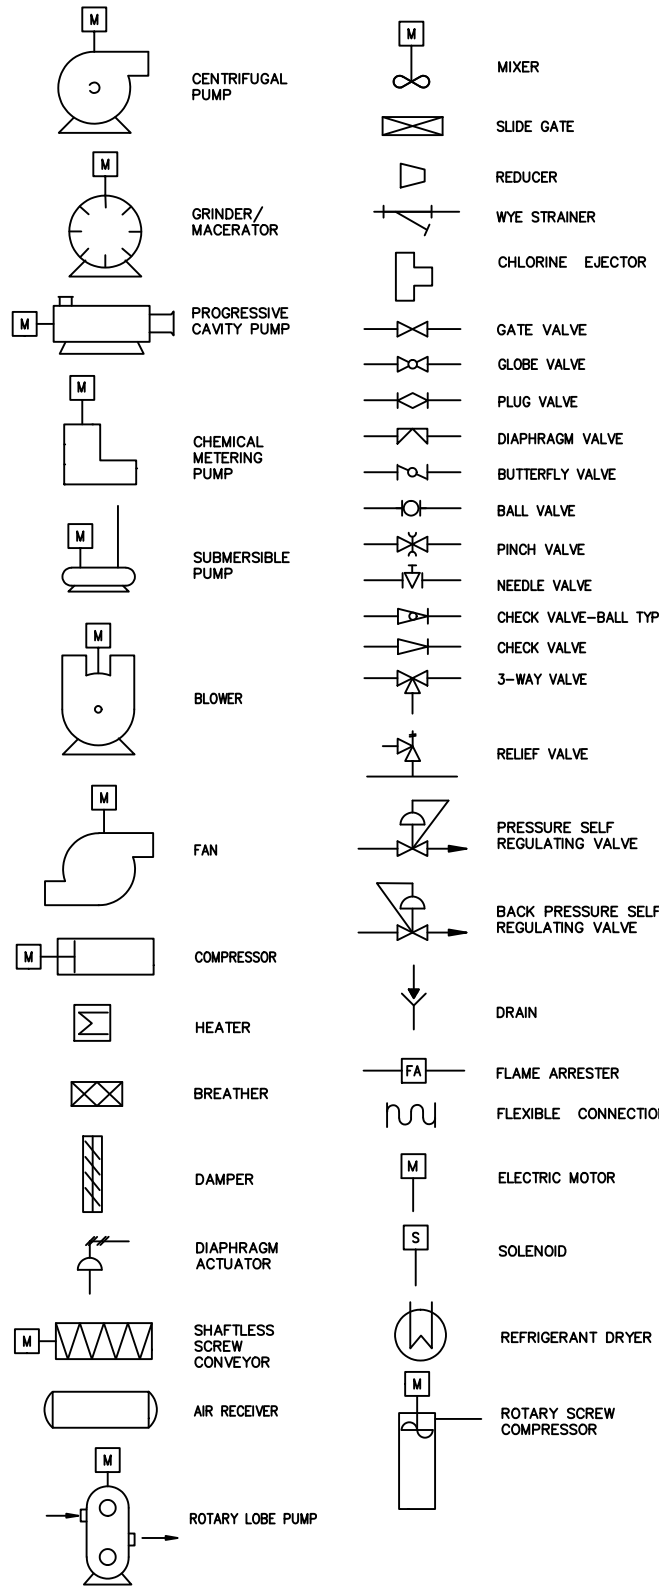 M
CENTRIFUGAL
PUMP
M
GRINDER/
MACERATOR
M
PROGRESSIVE
CAVITY PUMP
M
CHEMICAL
METERING
PUMP
M
SUBMERSIBLE
PUMP
M
BLOWER
M
FAN
M
COMPRESSOR
HEATER
BREATHER
DAMPER
DIAPHRAGM
ACTUATOR
M
SHAFTLESS
SCREW
CONVEYOR
AIR RECEIVER
M
ROTARY LOBE PUMP
M
MIXER
SLIDE GATE
REDUCER
WYE STRAINER
CHLORINE EJECTOR
GATE VALVE
GLOBE VALVE
PLUG VALVE
DIAPHRAGM VALVE
BUTTERFLY VALVE
BALL VALVE
PINCH VALVE
NEEDLE VALVE
CHECK VALVE-BALL TYP
CHECK VALVE
3-WAY VALVE
RELIEF VALVE
PRESSURE SELF
REGULATING VALVE
BACK PRESSURE SELF
REGULATING VALVE
DRAIN
FA
FLAME ARRESTER
FLEXIBLE CONNECTIO
M
ELECTRIC MOTOR
S
SOLENOID
REFRIGERANT DRYER
M
ROTARY SCREW
COMPRESSOR